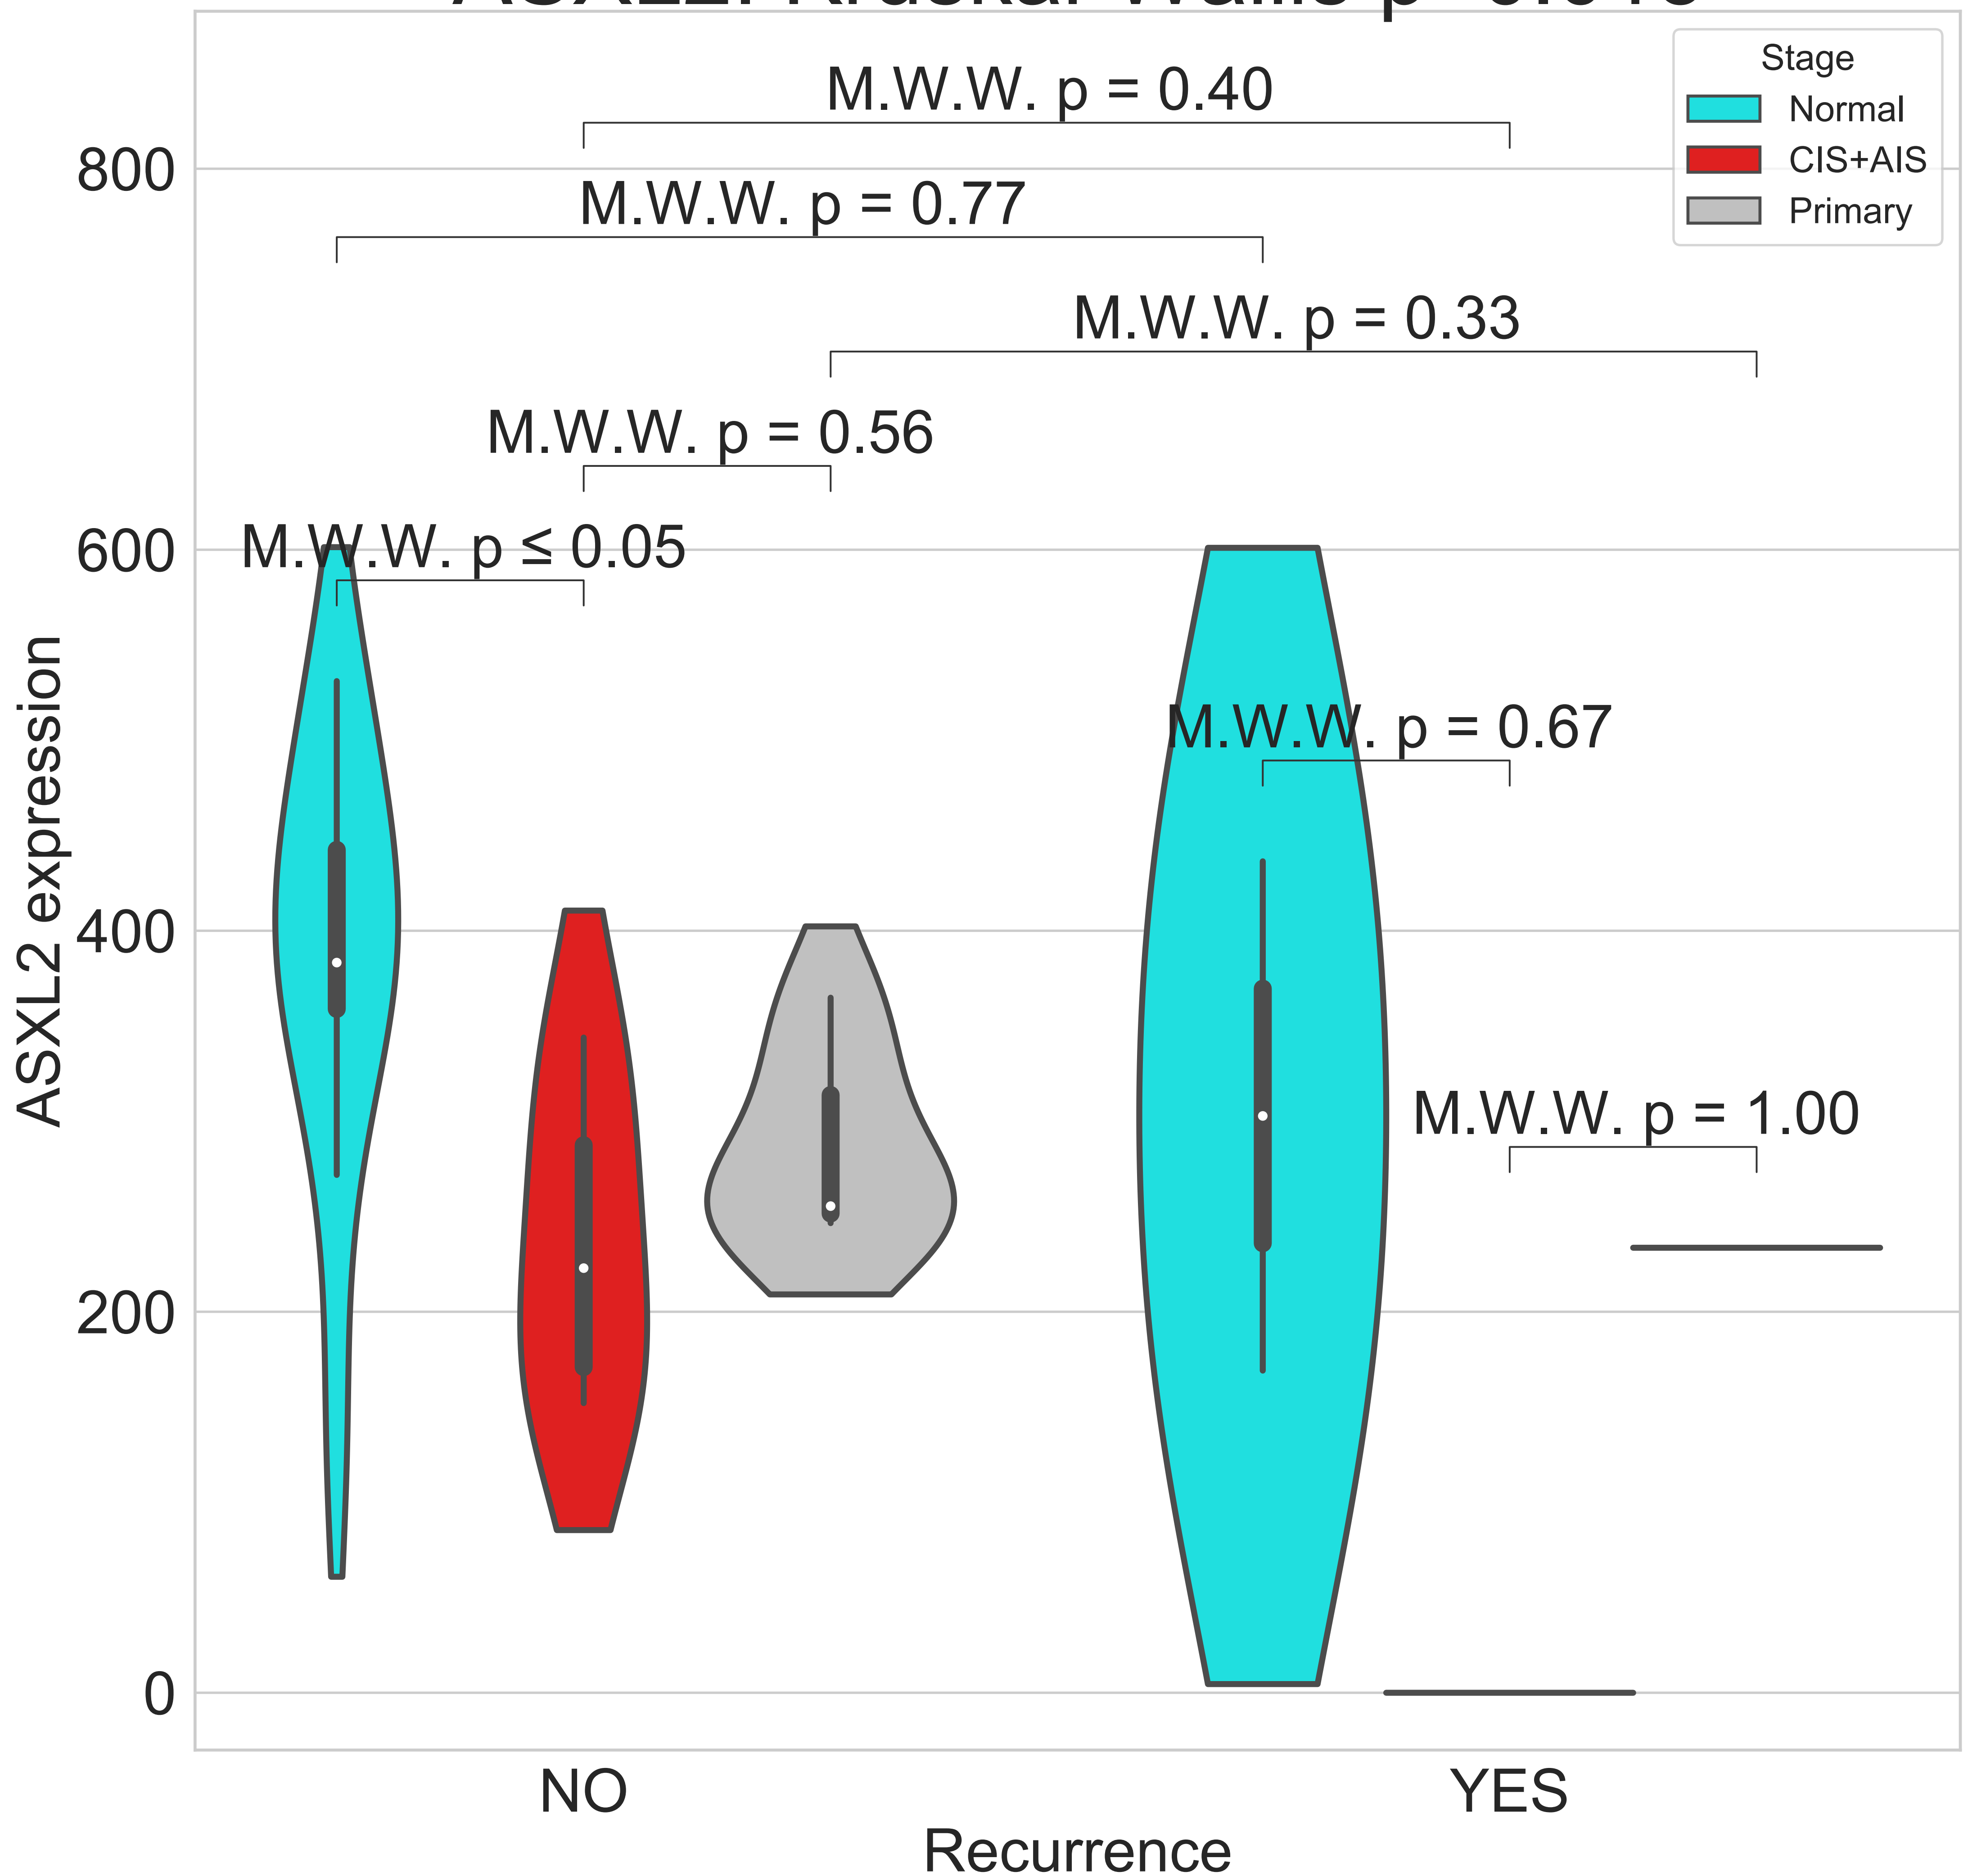 Stage
Normal
CIS+AIS
Primary
M.W.W. p = 0.40
M.W.W. p = 0.77
M.W.W. p = 0.33
M.W.W. p = 0.56
M.W.W. p ≤ 0.05
M.W.W. p = 0.67
M.W.W. p = 1.00
800
600
400
200
0
ASXL2 expression
NO
YES
Recurrence